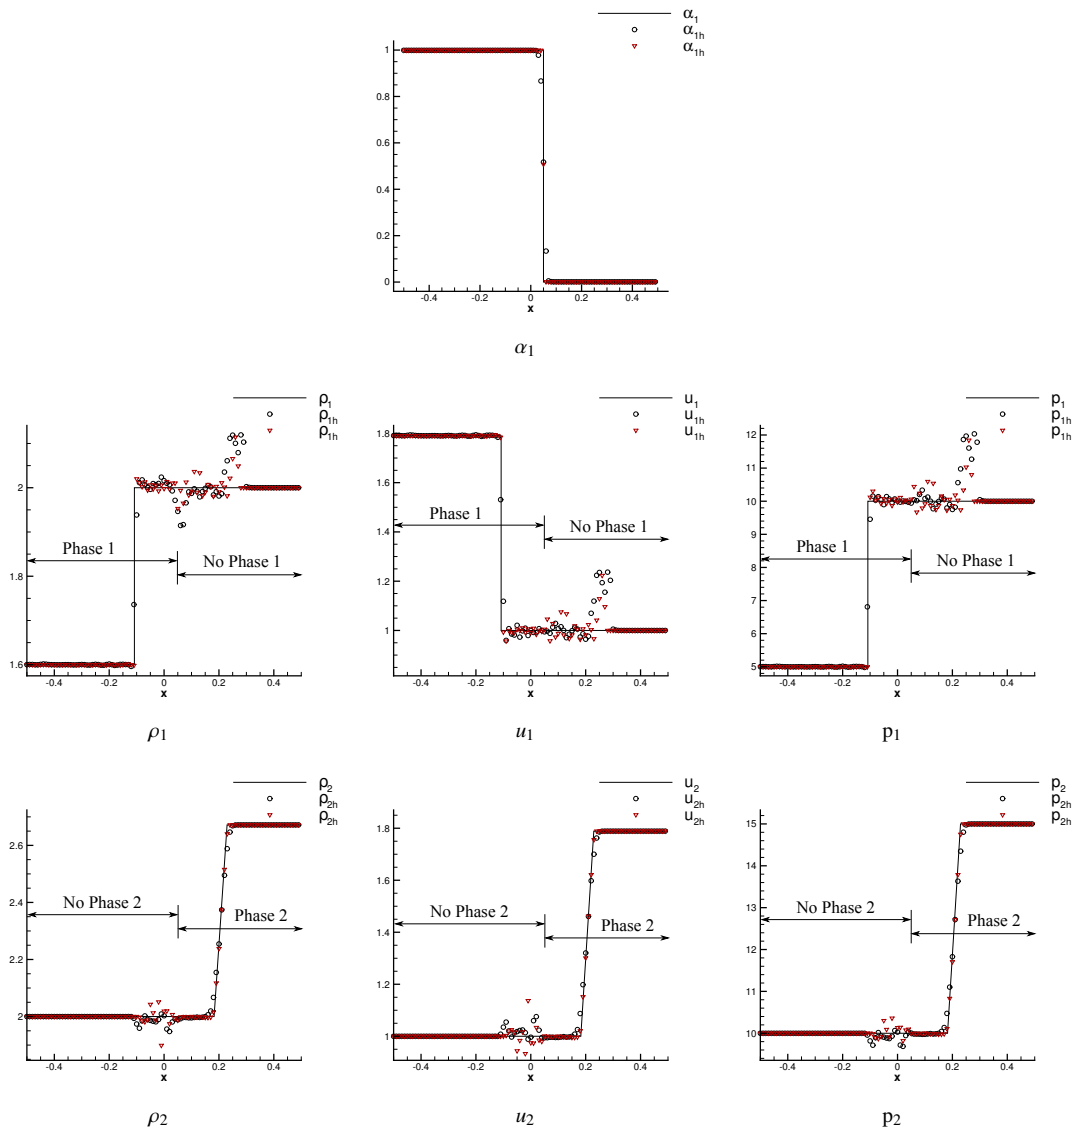 α1
α1h
α1h
1
0.8
0.6
0.4
0.2
0
-0.4 -0.2 0 0.2 0.4
x
α1
ρ1
ρ1h
ρ1h
2
1.8
1.6
Phase 1
No Phase 1
-0.4 -0.2 0 0.2 0.4
x
ρ1
u1
u1h
u1h
1.8
1.6
1.4
1.2
1
Phase 1
No Phase 1
-0.4 -0.2 0 0.2 0.4
x
u1
p1
p1h
p1h
12
11
10
9
8
7
6
5
Phase 1
No Phase 1
-0.4 -0.2 0 0.2 0.4
x
p1
ρ2
ρ2h
ρ2h
2.6
2.4
2.2
2
No Phase 2
Phase 2
-0.4 -0.2 0 0.2 0.4
x
ρ2
u2
u2h
u2h
1.8
1.6
1.4
1.2
1
No Phase 2
Phase 2
-0.4 -0.2 0 0.2 0.4
x
u2
p2
p2h
p2h
15
14
13
12
11
10
No Phase 2
Phase 2
-0.4 -0.2 0 0.2 0.4
x
p2